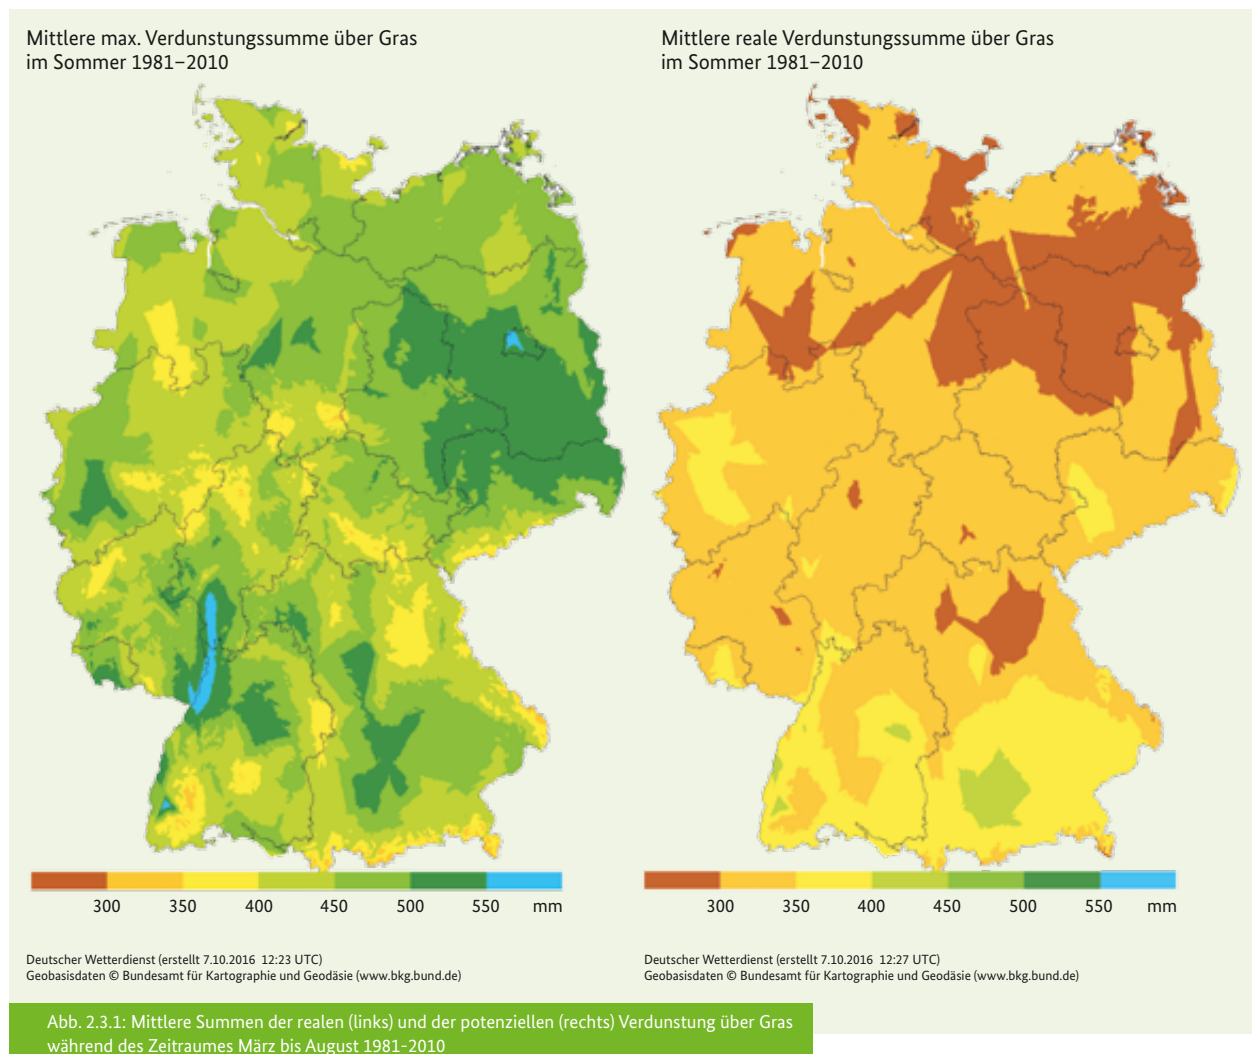 Mittlere max. Verdunstungssumme über Gras
im Sommer 1981–2010
Mittlere reale Verdunstungssumme über Gras
im Sommer 1981–2010
300 350 400 450 500 550 mm
300 350 400 450 500 550 mm
Deutscher Wetterdienst (erstellt 7.10.2016 12:23 UTC)
Geobasisdaten © Bundesamt für Kartographie und Geodäsie (www.bkg.bund.de)
Deutscher Wetterdienst (erstellt 7.10.2016 12:27 UTC)
Geobasisdaten © Bundesamt für Kartographie und Geodäsie (www.bkg.bund.de)
Abb. 2.3.1: Mittlere Summen der realen (links) und der potenziellen (rechts) Verdunstung über Gras
während des Zeitraumes März bis August 1981-2010